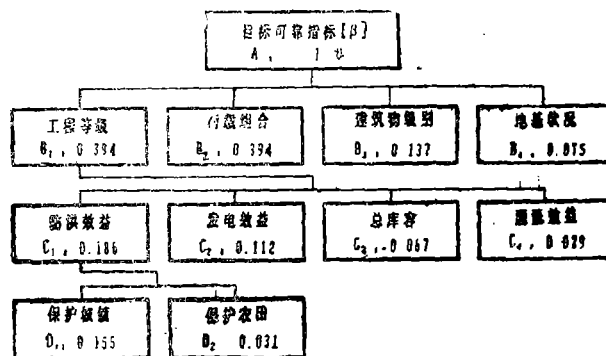 目标可靠指标[β]
A, 1.0
工程等级
B₁, 0.394
荷载组合
B₂, 0.394
建筑物级别
B₃, 0.137
地基状况
B₄, 0.075
防洪效益
C₁, 0.186
发电效益
C₂, 0.112
总库容
C₃, 0.067
灌溉效益
C₄, 0.029
保护城镇
D₁, 0.155
保护农田
D₂ 0.031